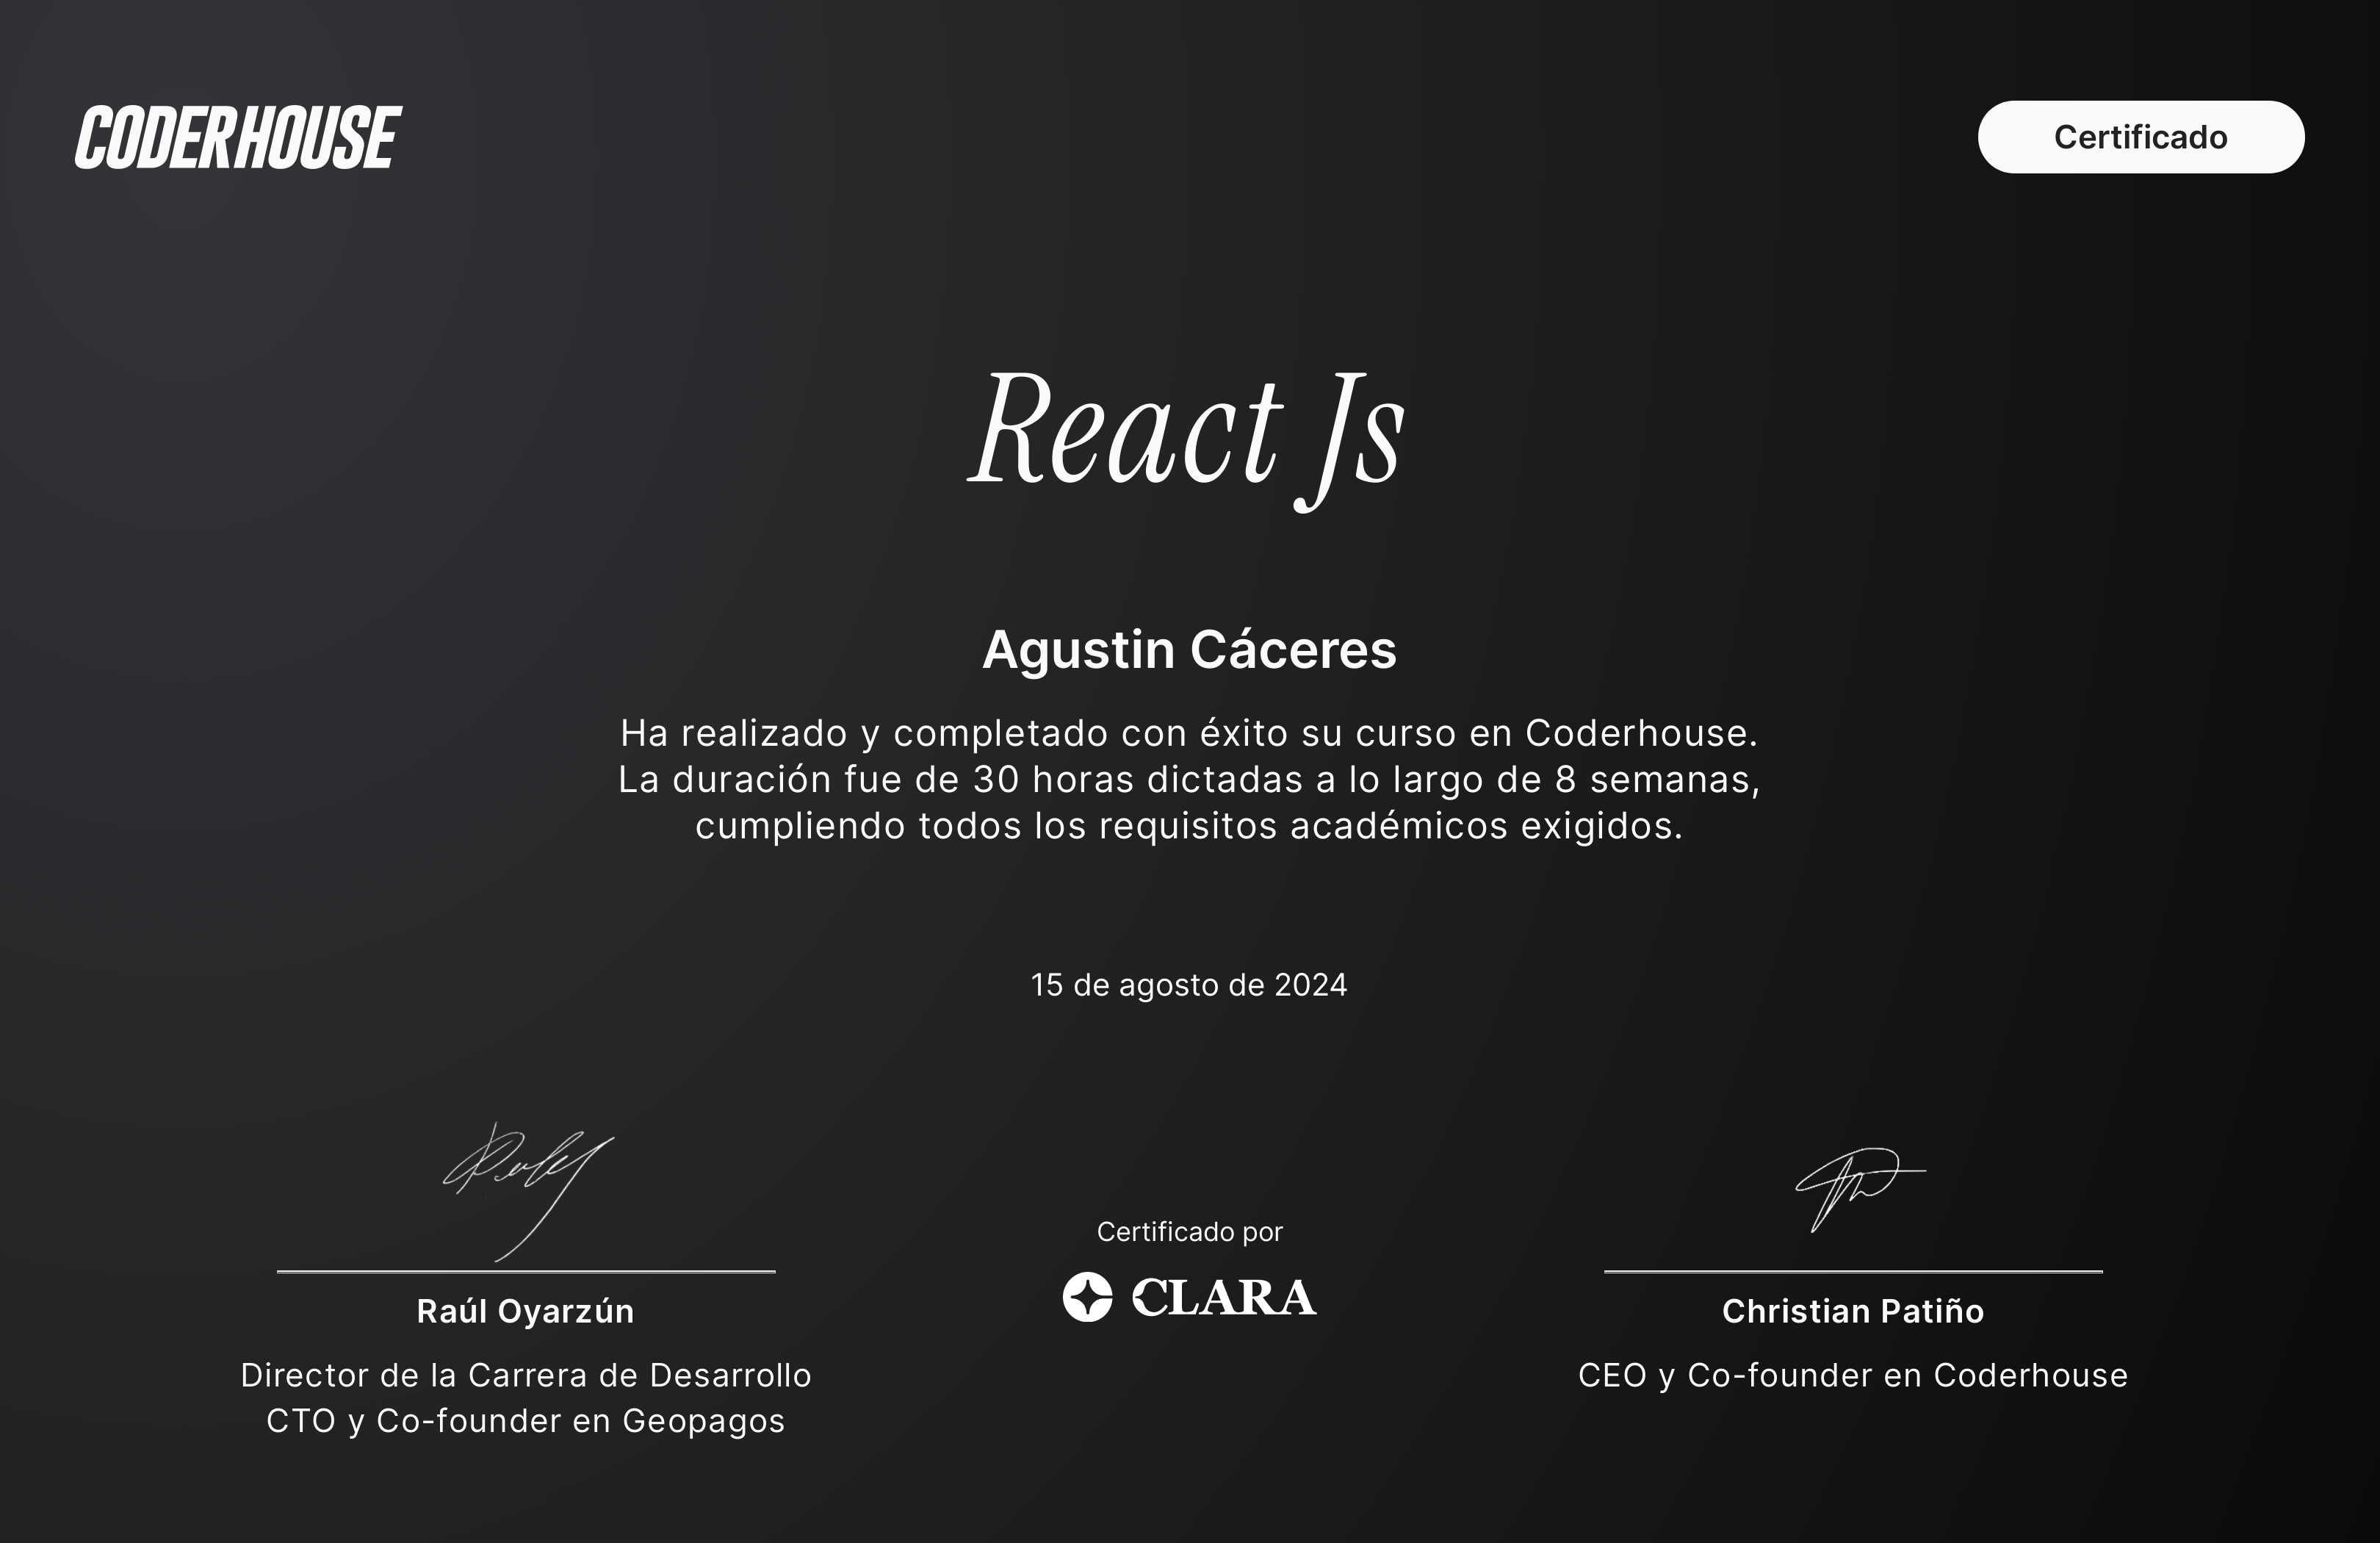 CODERHOUSE
Certificado
React Js
Agustin Cáceres
Ha realizado y completado con éxito su curso en Coderhouse.
La duración fue de 30 horas dictadas a lo largo de 8 semanas,
cumpliendo todos los requisitos académicos exigidos.
15 de agosto de 2024
Raúl Oyarzún
Director de la Carrera de Desarrollo
CTO y Co-founder en Geopagos
Certificado por
CLARA
Christian Patiño
CEO y Co-founder en Coderhouse